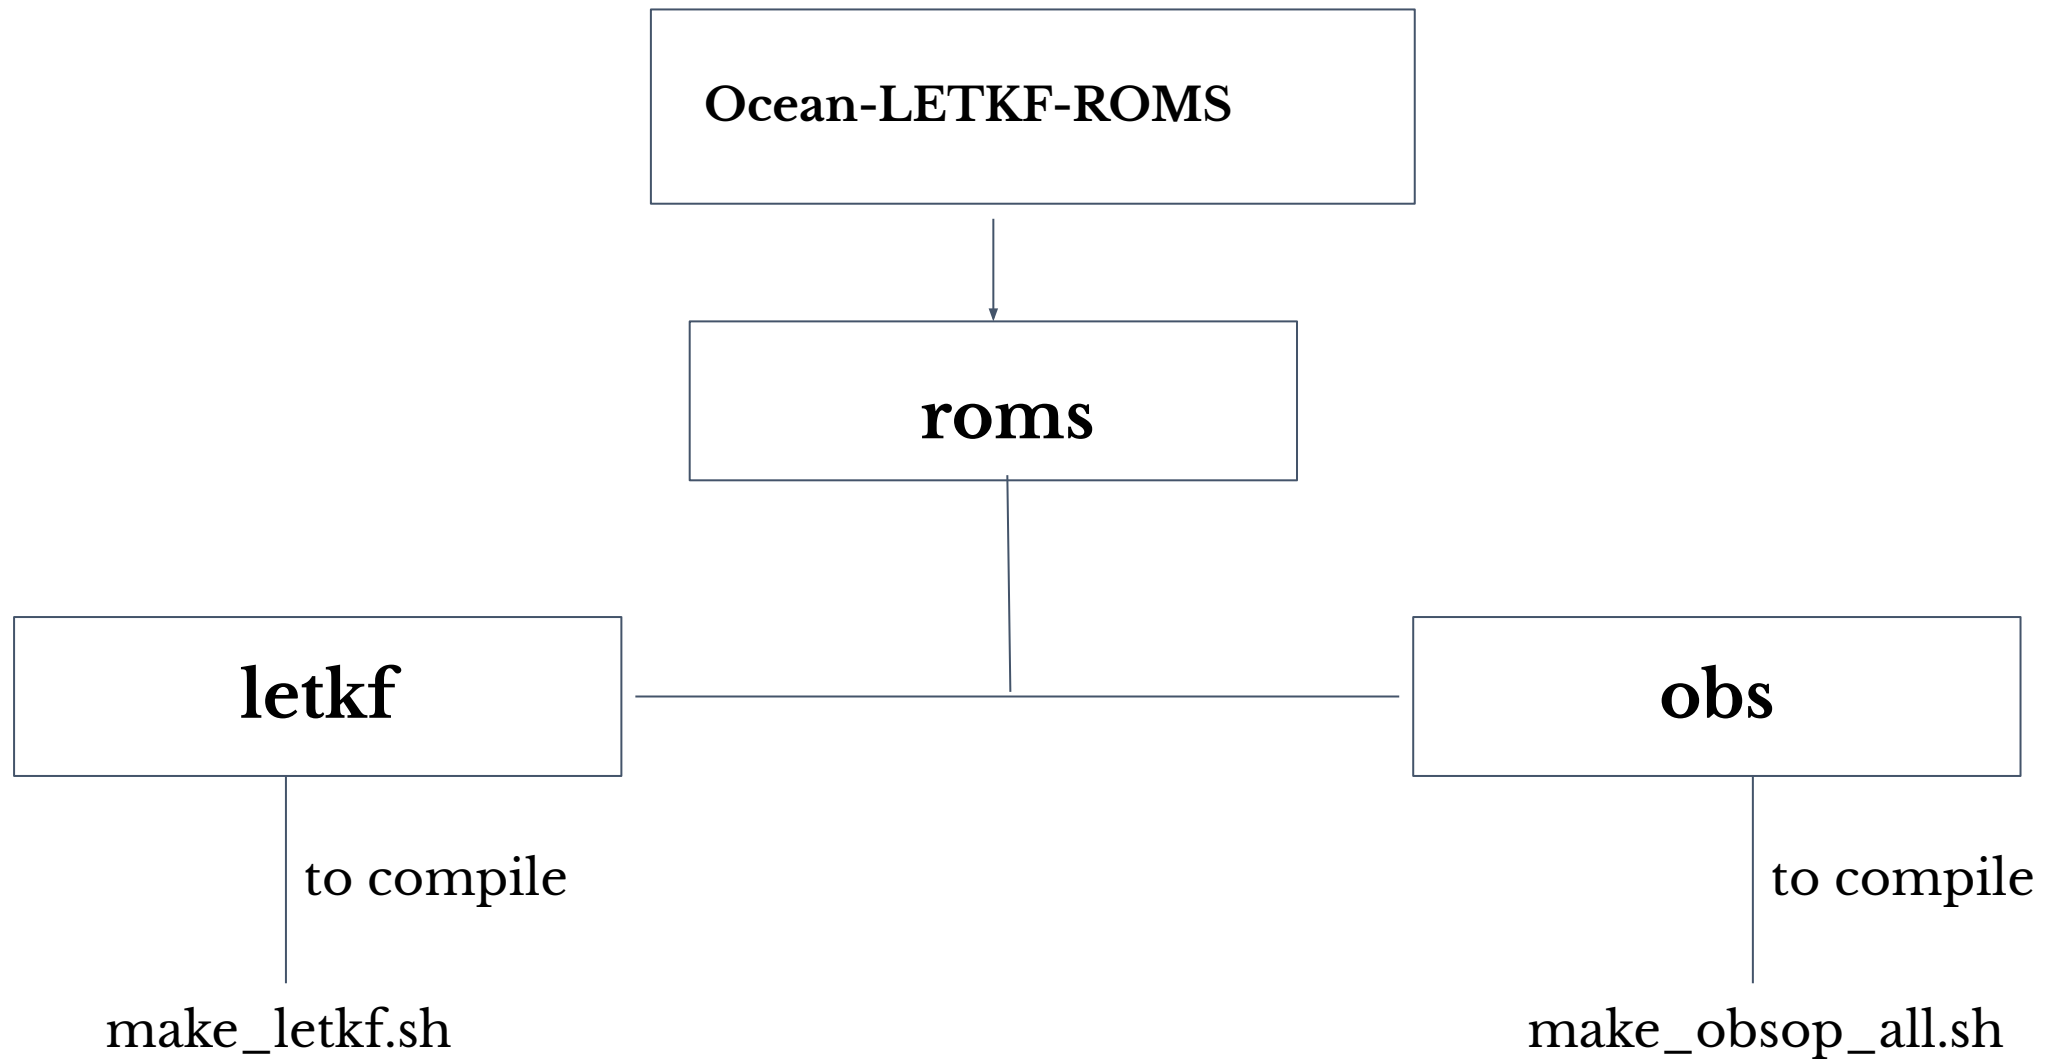 Ocean-LETKF-ROMS
roms
letkf
obs
to compile
to compile
make_letkf.sh
make_obsop_all.sh